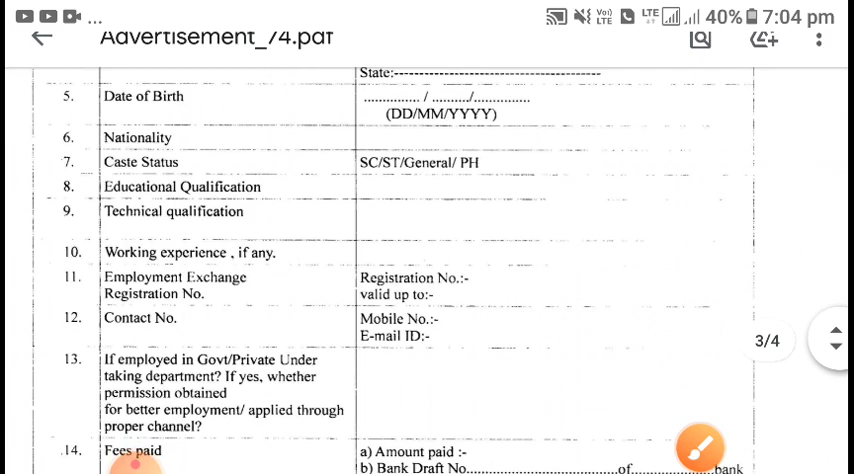 ... Vo) LTE LTE 40% 7:04 pm
Advertisement_74.pdf
State:-------------------------------------------
5. Date of Birth ............... / ........../...............
(DD/MM/YYYY)
6. Nationality
7. Caste Status SC/ST/General/ PH
8. Educational Qualification
9. Technical qualification
10. Working experience , if any.
11. Employment Exchange Registration No.:-
Registration No. valid up to:-
12. Contact No. Mobile No.:-
E-mail ID:-
3/4
13. If employed in Govt/Private Under
taking department? If yes, whether
permission obtained
for better employment/ applied through
proper channel?
14. Fees paid a) Amount paid :-
b) Bank Draft No.......................................of.....................bank